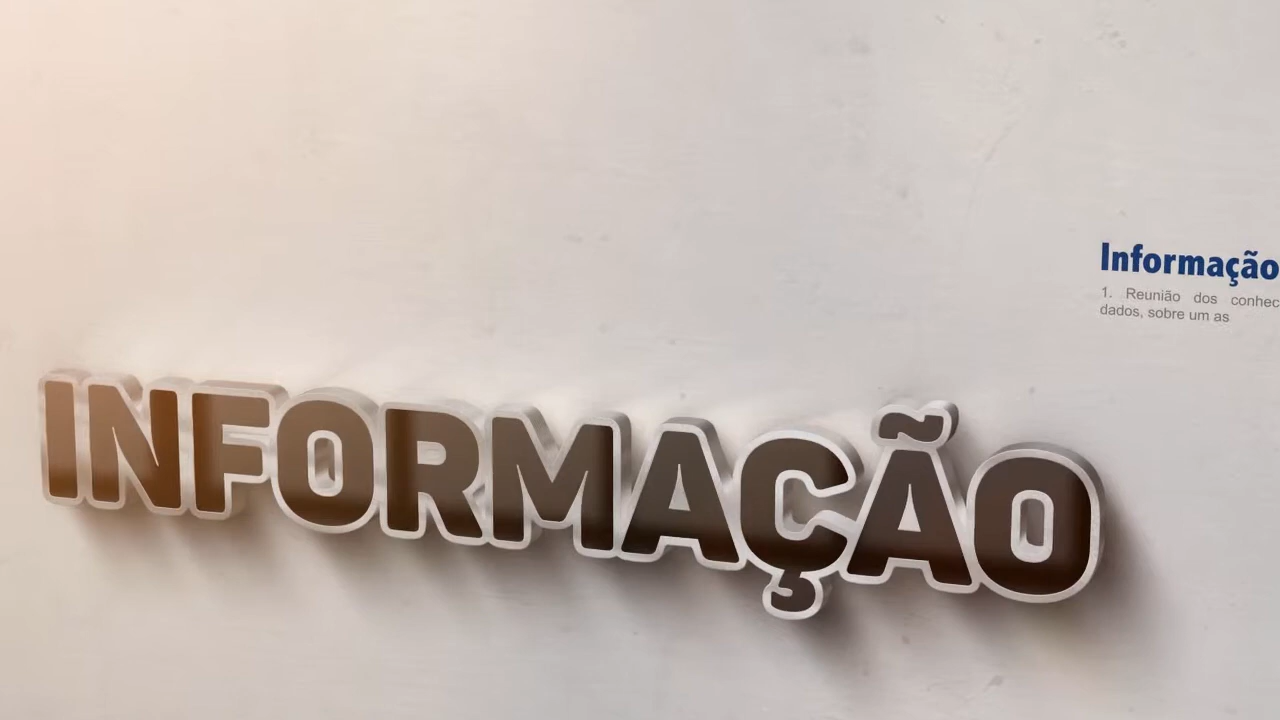 INFORMAÇÃO
Informação
1. Reunião dos
dados, sobre um as